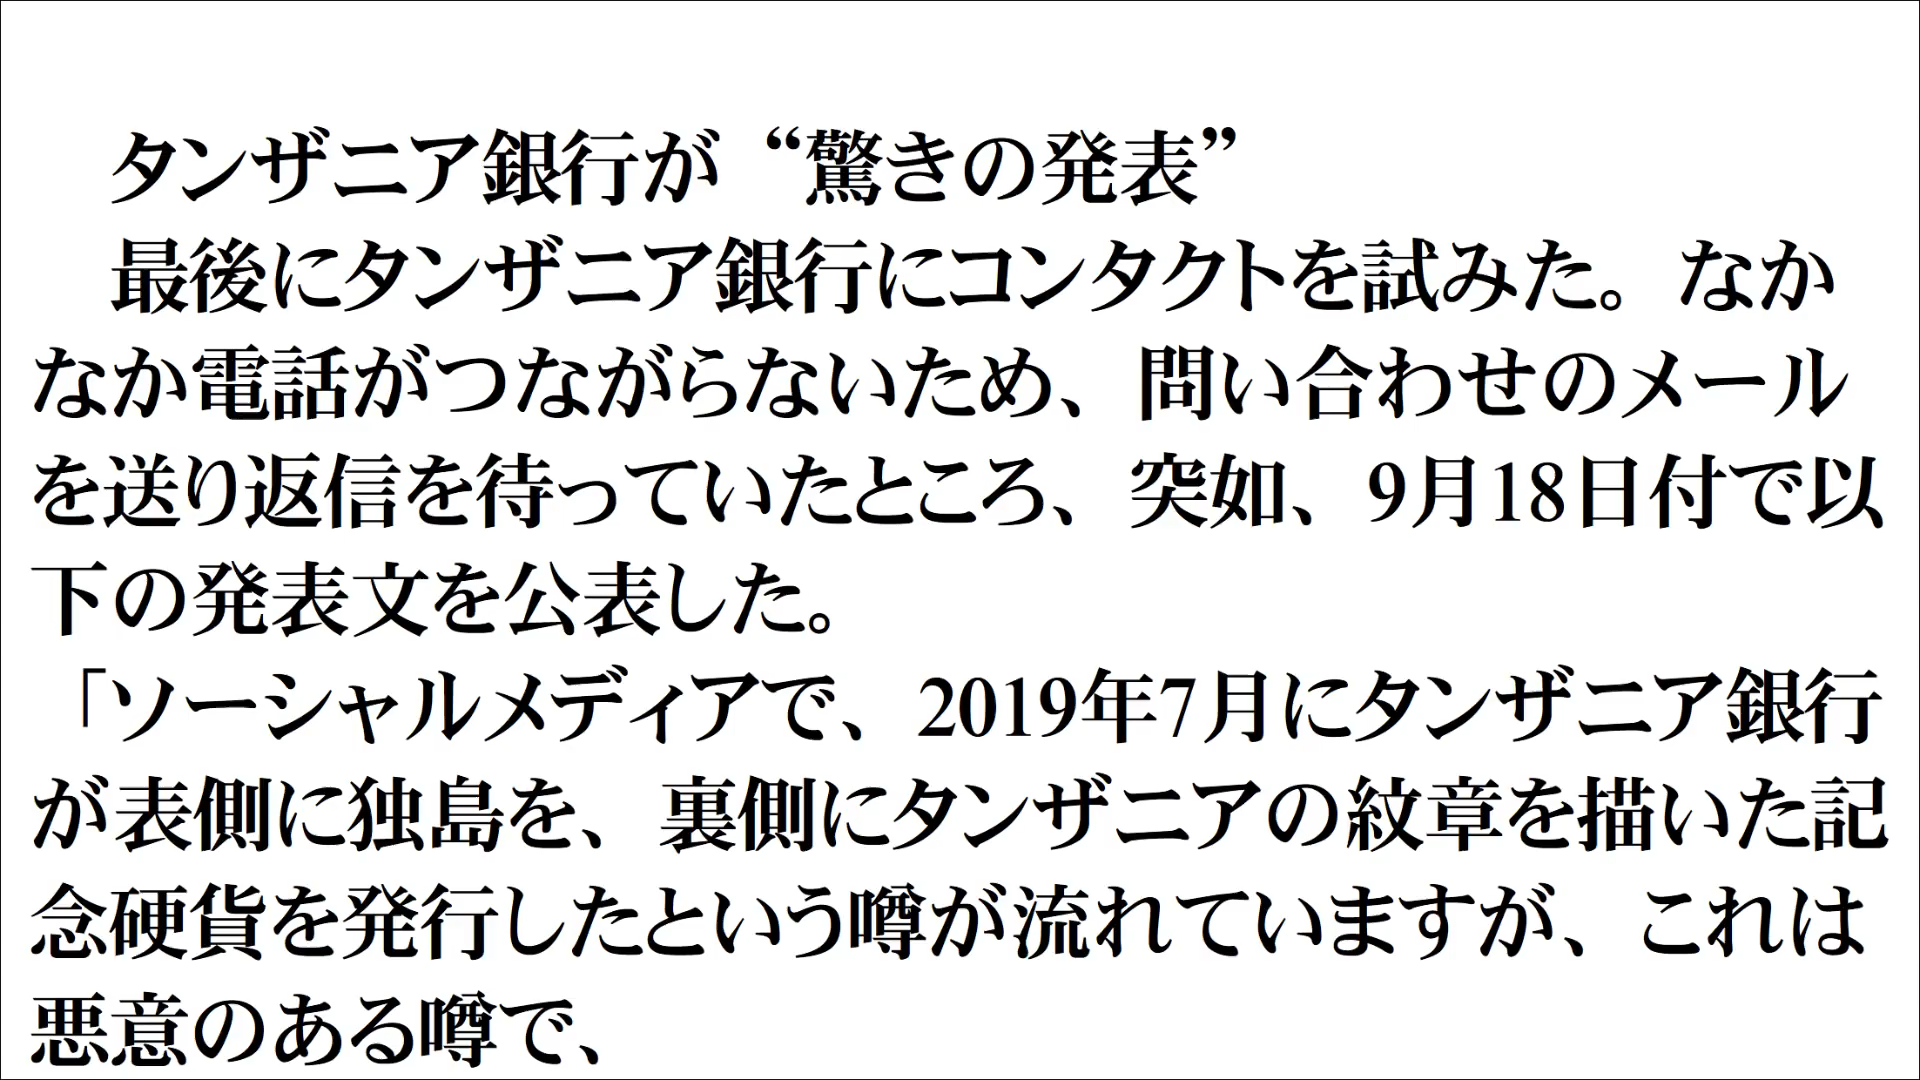 タンザニア銀行が“驚きの発表”
最後にタンザニア銀行にコンタクトを試みた。なか
なか電話がつながらないため、問い合わせのメール
を送り返信を待っていたところ、突如、9月18日付で以
下の発表文を公表した。
「ソーシャルメディアで、2019年7月にタンザニア銀行
が表側に独島を、裏側にタンザニアの紋章を描いた記
念硬貨を発行したという噂が流れていますが、これは
悪意のある噂で、